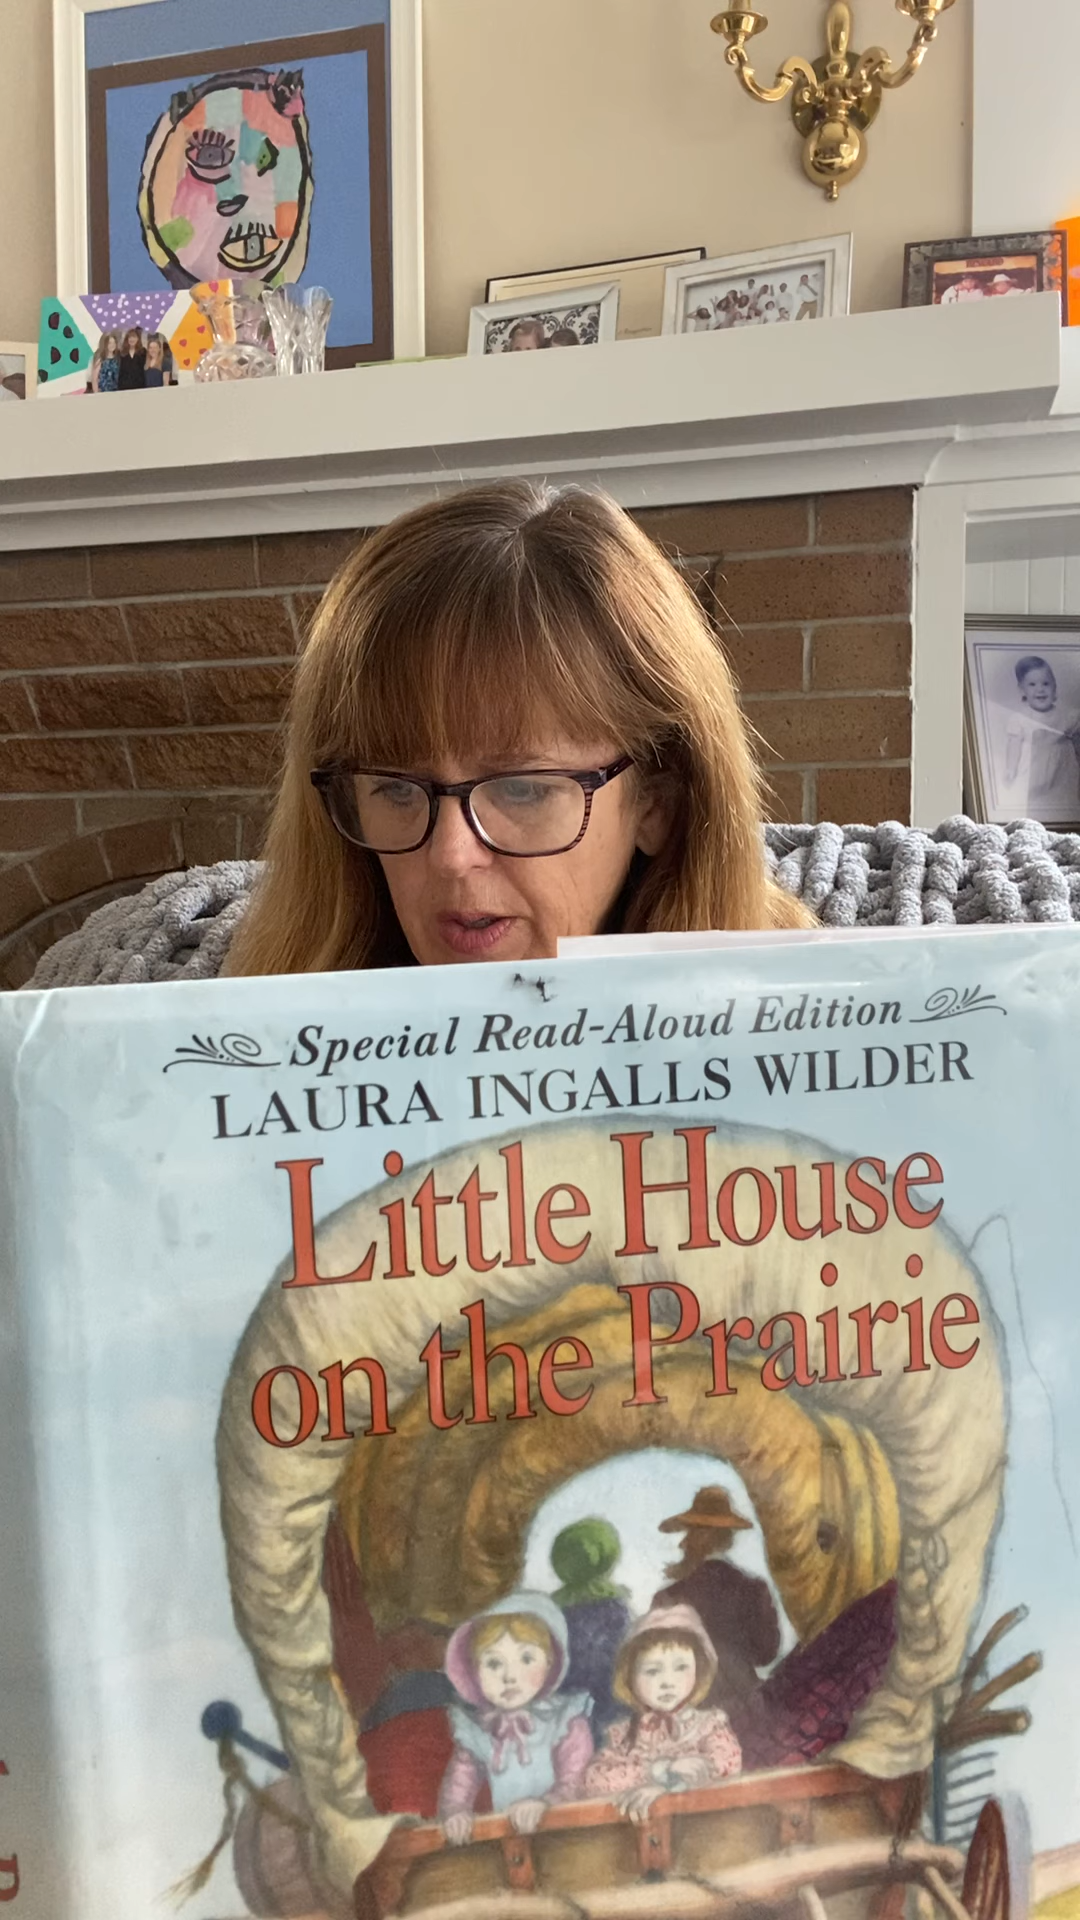 Special Read-Aloud Edition
LAURA INGALLS WILDER
Little House
on the Prairie